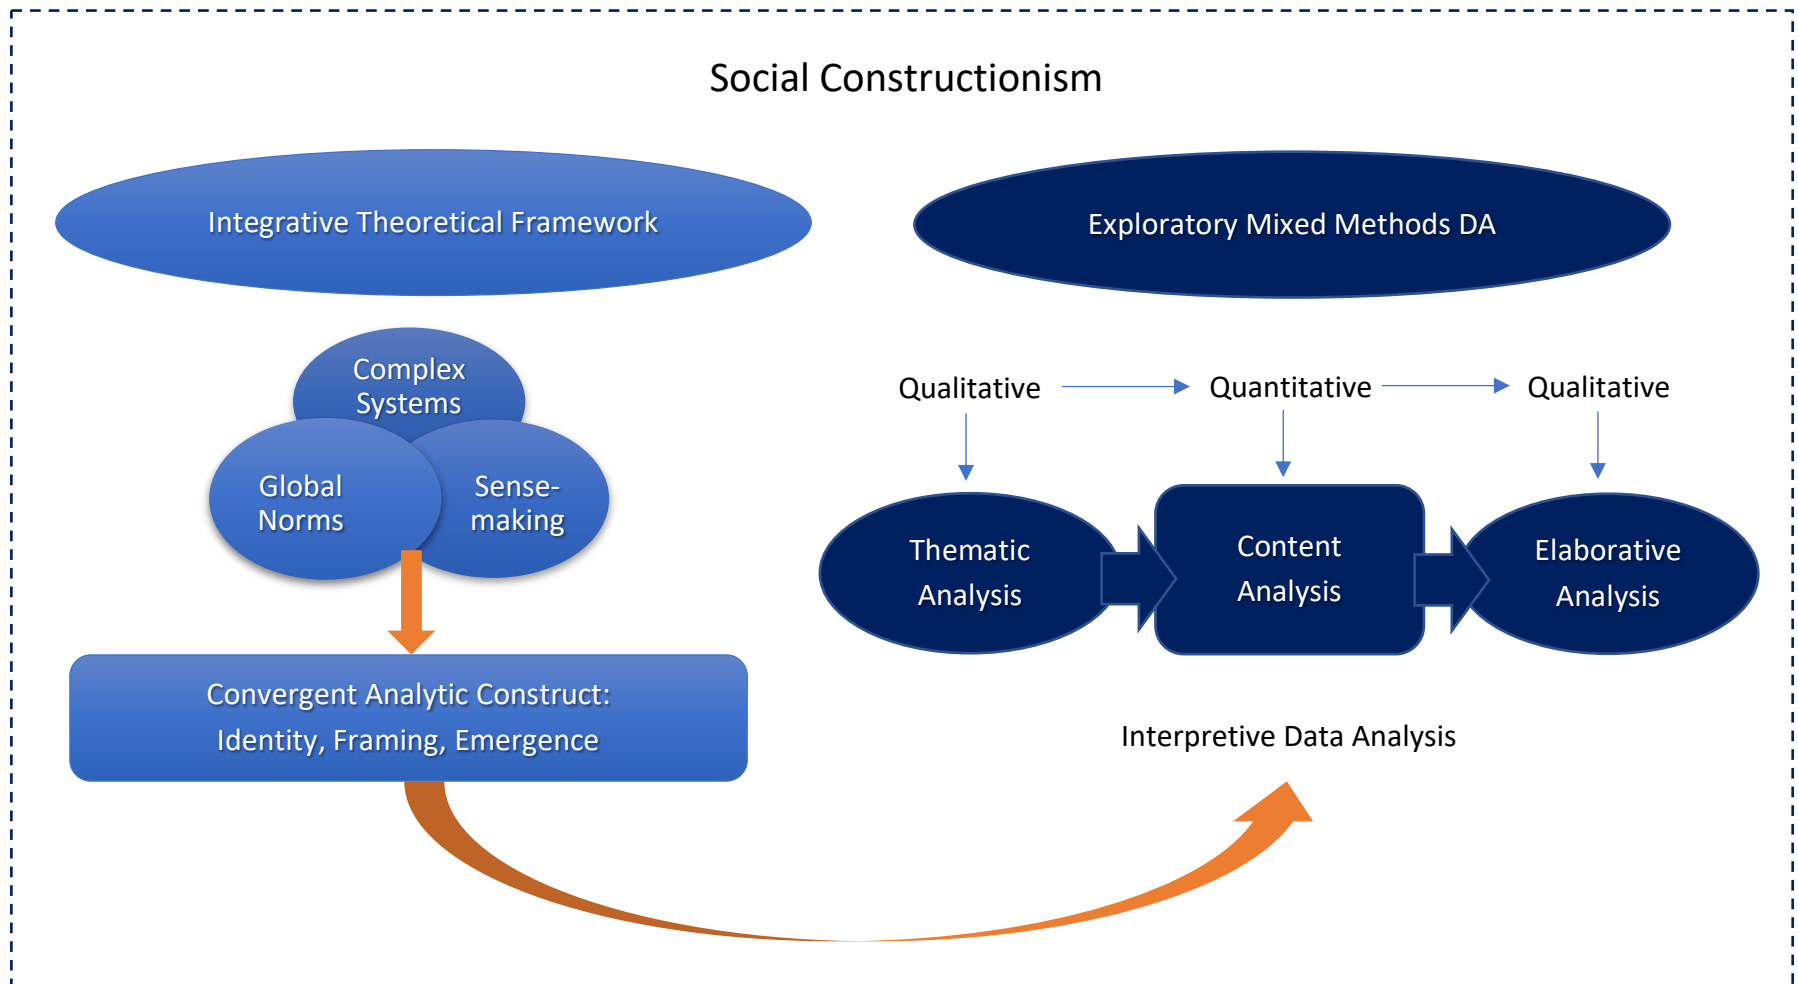 Social Constructionism
Integrative Theoretical Framework
Exploratory Mixed Methods DA
Complex
Systems
Global
Norms
Sense-
making
Convergent Analytic Construct:
Identity, Framing, Emergence
Qualitative
Quantitative
Qualitative
Thematic
Analysis
Content
Analysis
Elaborative
Analysis
Interpretive Data Analysis